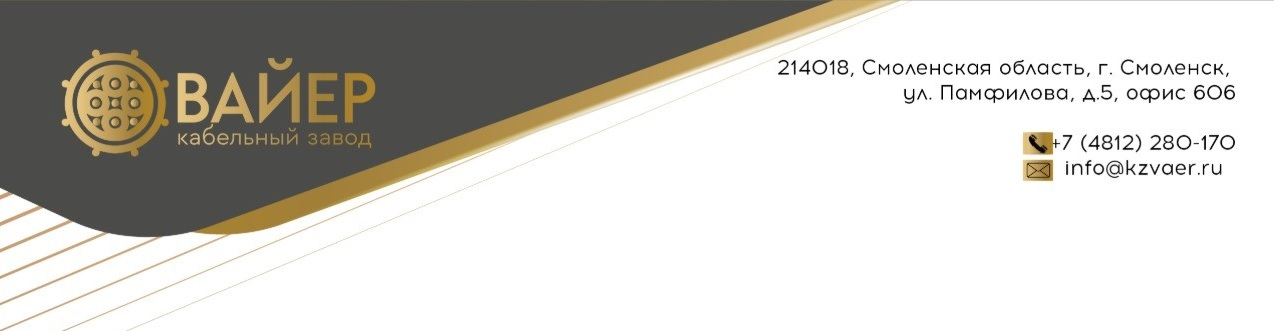 ВАЙЕР
кабельный завод
214018, Смоленская область, г. Смоленск,
ул. Памфилова, д.5, офис 606
+7 (4812) 280-170
info@kzvaer.ru